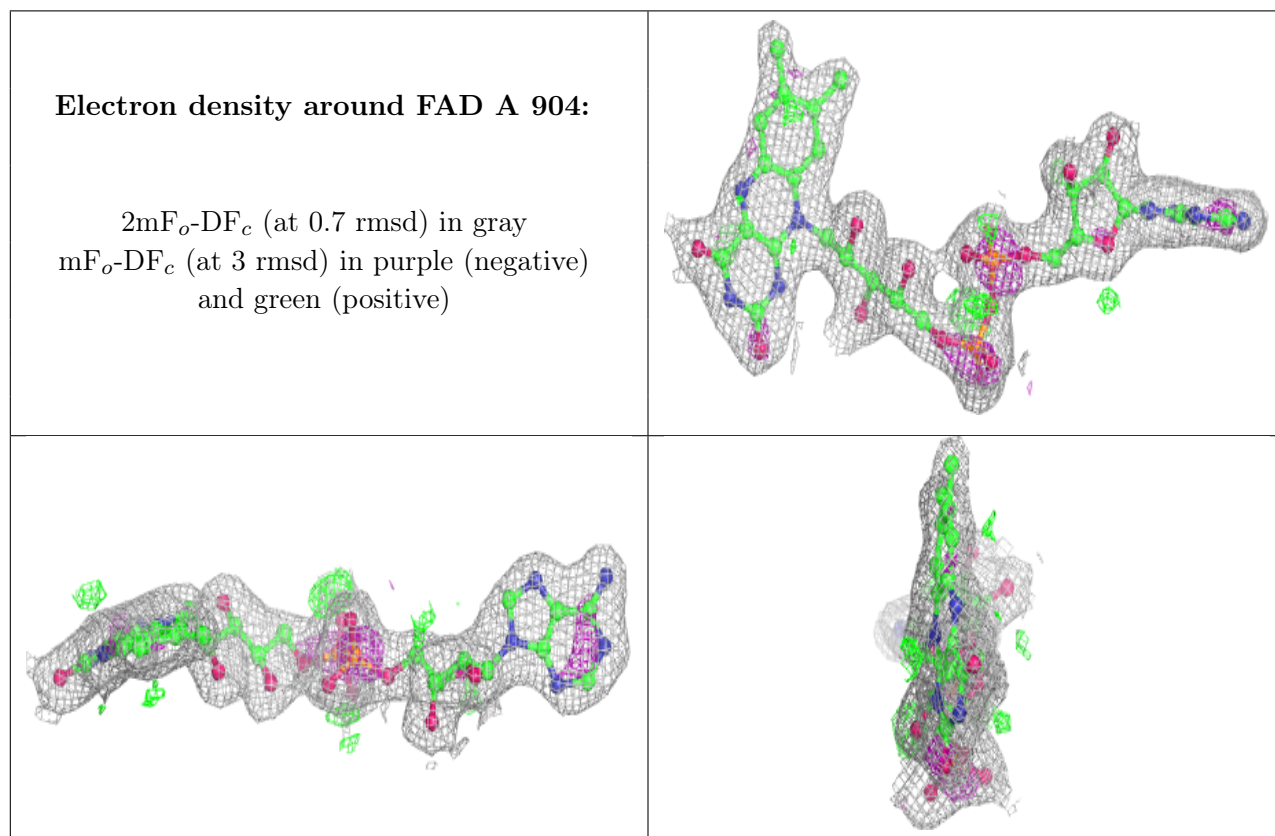 Electron density around FAD A 904:
2mFo-DFc (at 0.7 rmsd) in gray
mFo-DFc (at 3 rmsd) in purple (negative)
and green (positive)